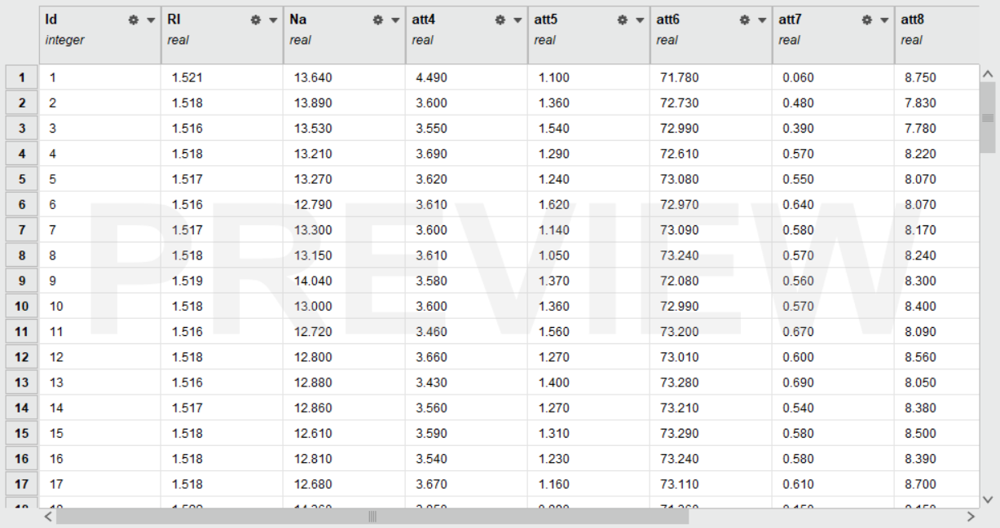 Id RI Na att4 att5 att6 att7 att8
integer real real real real real real real
1 1 1.521 13.640 4.490 1.100 71.780 0.060 8.750
2 2 1.518 13.890 3.600 1.360 72.730 0.480 7.830
3 3 1.516 13.530 3.550 1.540 72.990 0.390 7.780
4 4 1.518 13.210 3.690 1.290 72.610 0.570 8.220
5 5 1.517 13.270 3.620 1.240 73.080 0.550 8.070
6 6 1.516 12.790 3.610 1.620 72.970 0.640 8.070
7 7 1.517 13.300 3.600 1.140 73.090 0.580 8.170
8 8 1.518 13.150 3.610 1.050 73.240 0.570 8.240
9 9 1.519 14.040 3.580 1.370 72.080 0.560 8.300
10 10 1.518 13.000 3.600 1.360 72.990 0.570 8.400
11 11 1.516 12.720 3.460 1.560 73.200 0.670 8.090
12 12 1.518 12.800 3.660 1.270 73.010 0.600 8.560
13 13 1.516 12.880 3.430 1.400 73.280 0.690 8.050
14 14 1.517 12.860 3.560 1.270 73.210 0.540 8.380
15 15 1.518 12.610 3.590 1.310 73.290 0.580 8.500
16 16 1.518 12.810 3.540 1.230 73.240 0.580 8.390
17 17 1.518 12.680 3.670 1.160 73.110 0.610 8.700
PREVIEW